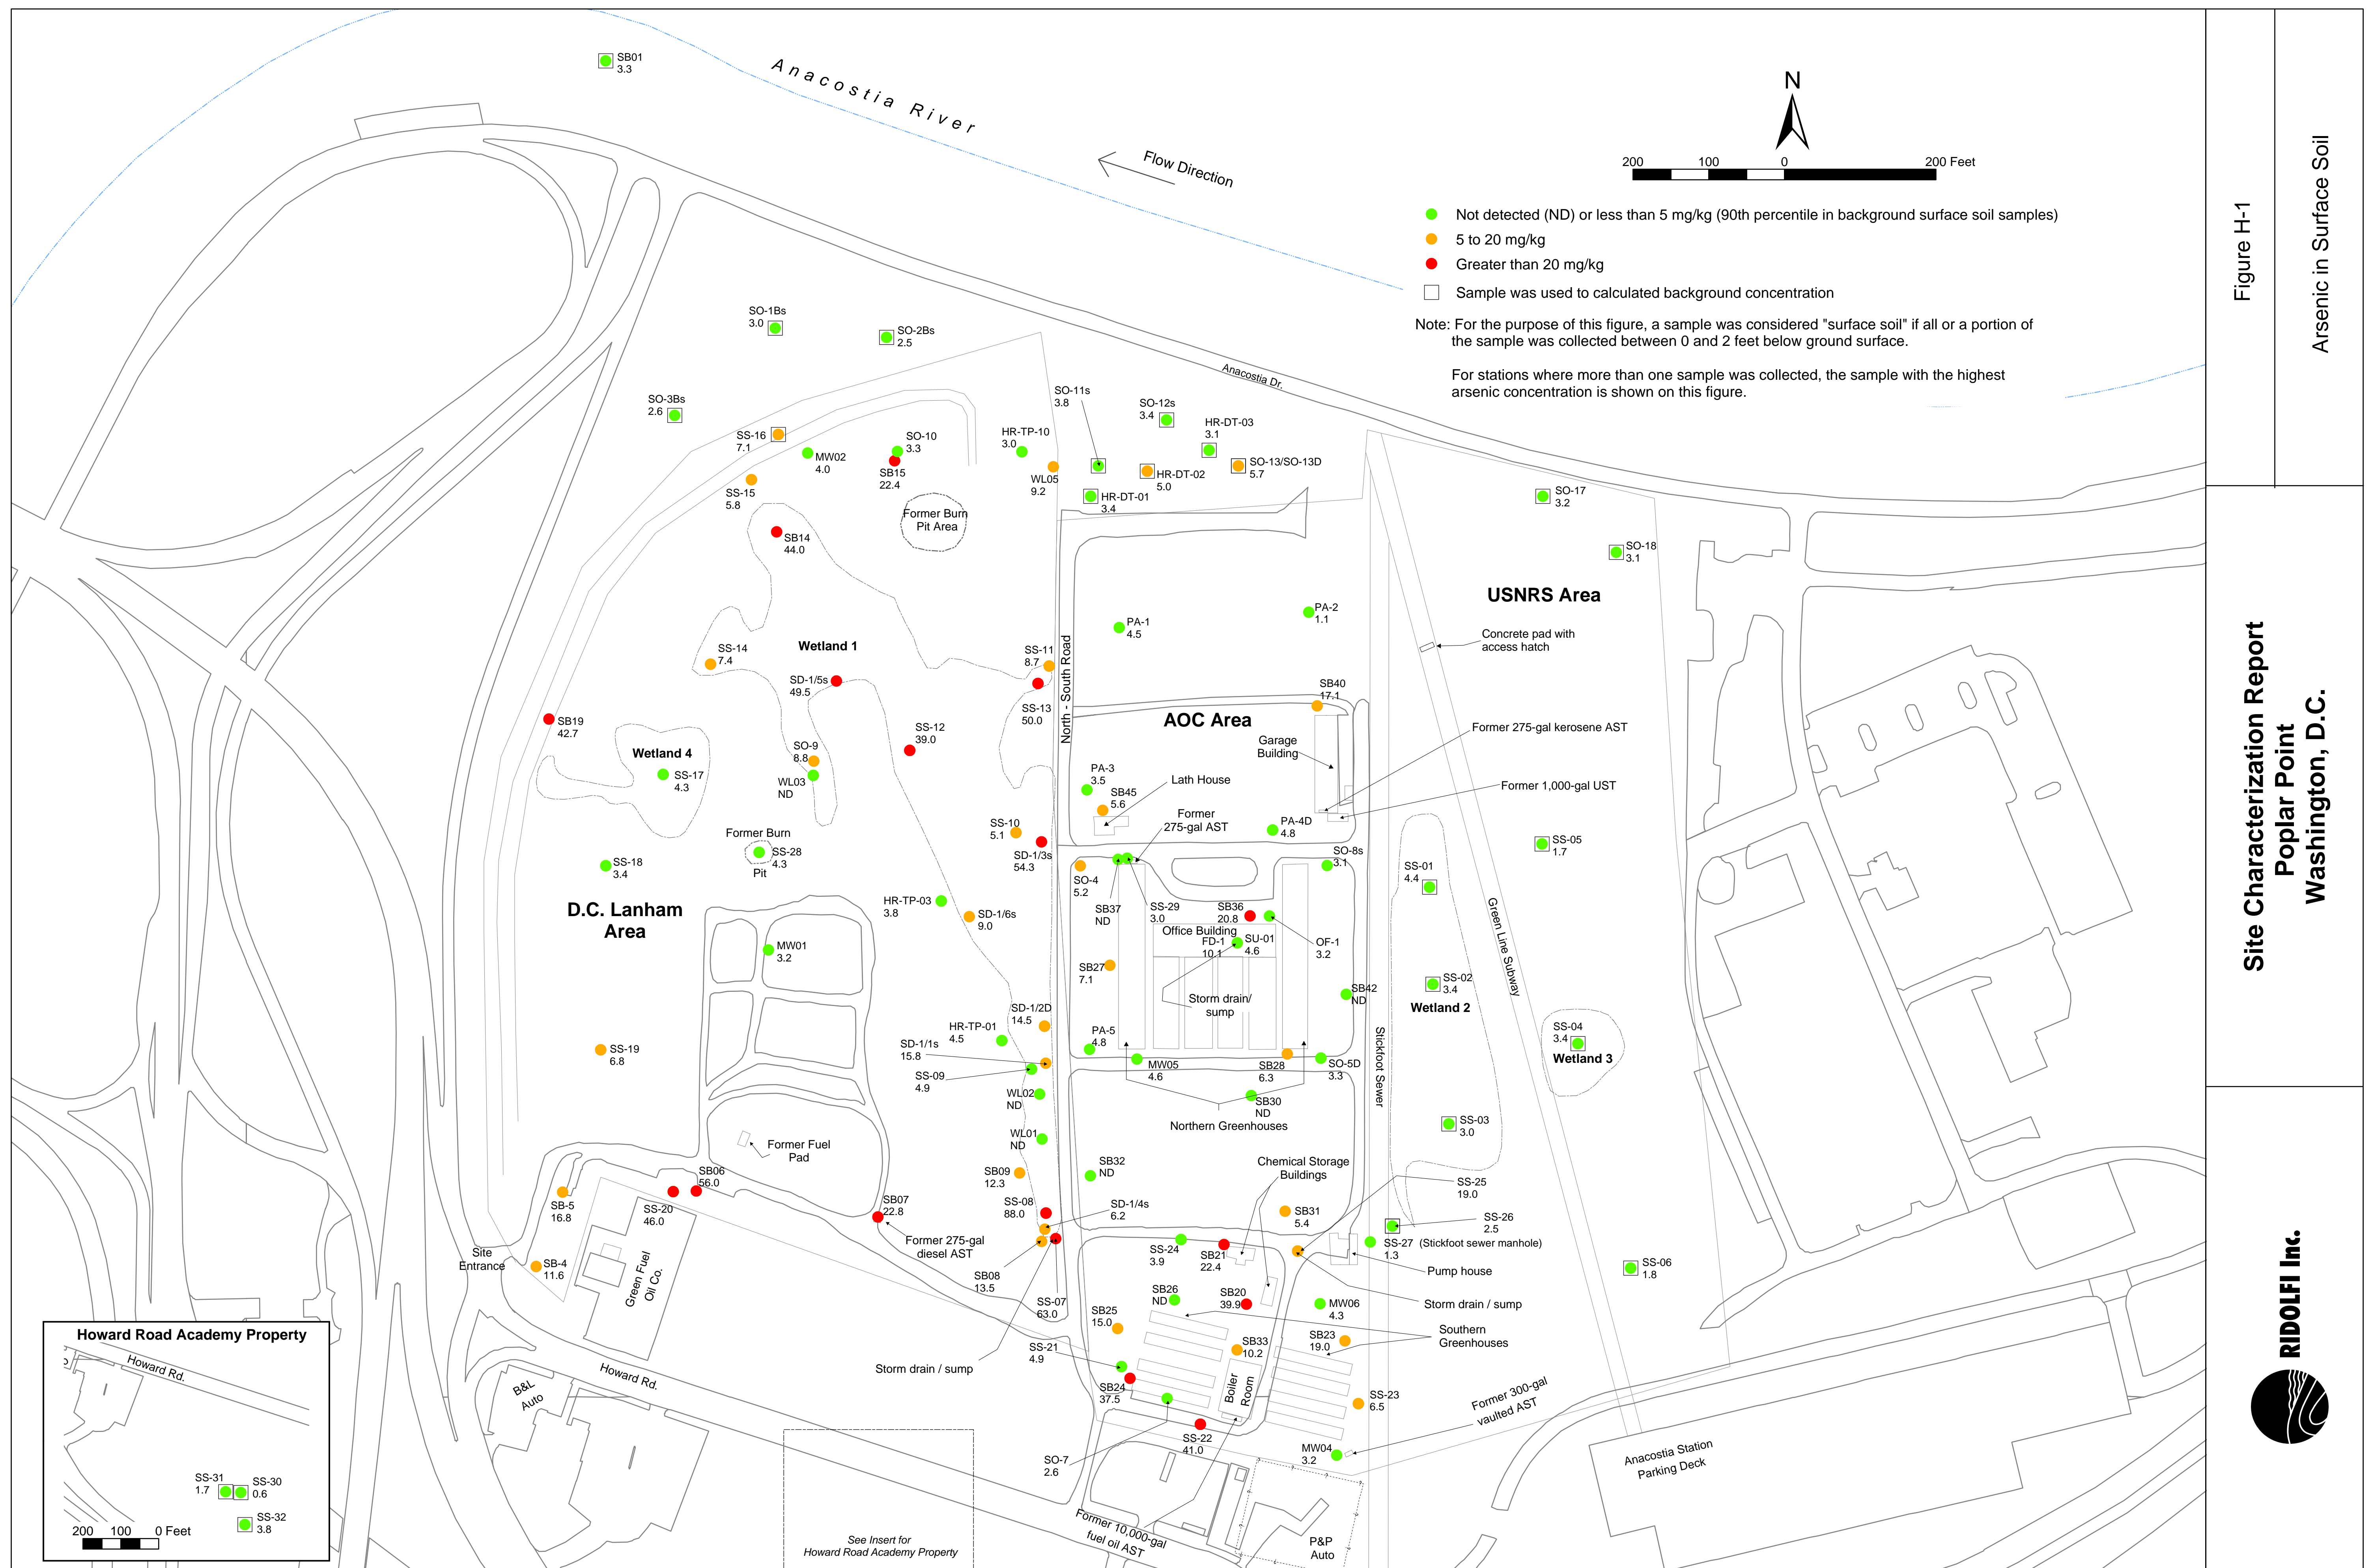 SB01
3.3
Anacostia River
Flow Direction
N
200 100 0 200 Feet
Not detected (ND) or less than 5 mg/kg (90th percentile in background surface soil samples)
5 to 20 mg/kg
Greater than 20 mg/kg
Sample was used to calculated background concentration
Note: For the purpose of this figure, a sample was considered "surface soil" if all or a portion of
the sample was collected between 0 and 2 feet below ground surface.
For stations where more than one sample was collected, the sample with the highest
arsenic concentration is shown on this figure.
Figure H-1
Arsenic in Surface Soil
Site Characterization Report
Poplar Point
Washington, D.C.
RIDOLFI Inc.
SO-1Bs
3.0
SO-2Bs
2.5
SO-3Bs
2.6
Anacostia Dr.
SS-16
7.1
MW02
4.0
SO-10
3.3
SB15
22.4
HR-TP-10
3.0
WL05
9.2
SO-11s
3.8
SO-12s
3.4
HR-DT-03
3.1
HR-DT-02
5.0
SO-13/SO-13D
5.7
HR-DT-01
3.4
SS-15
5.8
Former Burn
Pit Area
SB14
44.0
SO-17
3.2
SO-18
3.1
USNRS Area
PA-1
4.5
PA-2
1.1
Concrete pad with
access hatch
SS-14
7.4
Wetland 1
SD-1/5s
49.5
SS-11
8.7
SS-13
50.0
North - South Road
SB40
17.1
AOC Area
SB19
42.7
SS-12
39.0
Wetland 4
SS-17
4.3
SO-9
8.8
WL03
ND
Garage
Building
Former 275-gal kerosene AST
Former 1,000-gal UST
PA-3
3.5
Lath House
SB45
5.6
Former
275-gal AST
PA-4D
4.8
SS-10
5.1
SD-1/3s
54.3
Former Burn
Pit
SS-28
4.3
SS-18
3.4
SO-4
5.2
SB37
ND
SS-29
3.0
SO-8s
3.1
SS-01
4.4
SS-05
1.7
D.C. Lanham
Area
HR-TP-03
3.8
SD-1/6s
9.0
SB36
20.8
Office Building
FD-1
10.1
SU-01
4.6
OF-1
3.2
Green Line Subway
MW01
3.2
SB27
7.1
Storm drain/
sump
SB42
ND
SS-02
3.4
Wetland 2
SD-1/2D
14.5
HR-TP-01
4.5
SD-1/1s
15.8
SS-09
4.9
PA-5
4.8
MW05
4.6
SB28
6.3
SO-5D
3.3
SS-04
3.4
Wetland 3
SS-19
6.8
WL02
ND
SB30
ND
Northern Greenhouses
Stickfoot Sewer
SS-03
3.0
Former Fuel
Pad
WL01
ND
SB32
ND
Chemical Storage
Buildings
SB09
12.3
SB06
56.0
SB-5
16.8
SS-20
46.0
SB07
22.8
SS-08
88.0
SD-1/4s
6.2
SB31
5.4
SS-25
19.0
SS-26
2.5
SS-27 (Stickfoot sewer manhole)
1.3
Former 275-gal
diesel AST
SB08
13.5
SS-24
3.9
SB21
22.4
Pump house
SS-06
1.8
Site
Entrance
SB-4
11.6
Green Fuel
Oil Co.
SS-07
63.0
SB26
ND
SB20
39.9
MW06
4.3
Storm drain / sump
SB25
15.0
SB33
10.2
SB23
19.0
Southern
Greenhouses
SS-21
4.9
Storm drain / sump
SB24
37.5
Boiler
Room
SS-23
6.5
Former 300-gal
vaulted AST
SS-22
41.0
MW04
3.2
SO-7
2.6
Howard Rd.
B&L
Auto
Anacostia Station
Parking Deck
Former 10,000-gal
fuel oil AST
P&P
Auto
See Insert for
Howard Road Academy Property
Howard Road Academy Property
Howard Rd.
SS-31
1.7
SS-30
0.6
SS-32
3.8
200 100 0 Feet